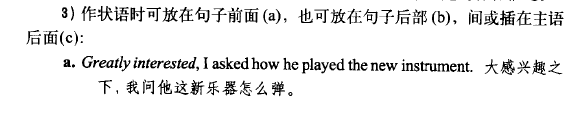 3) 作状语时可放在句子前面 (a), 也可放在句子后部 (b), 间或插在主语
后面(c):
a. Greatly interested, I asked how he played the new instrument. 大感兴趣之
下, 我问他这新乐器怎么弹。